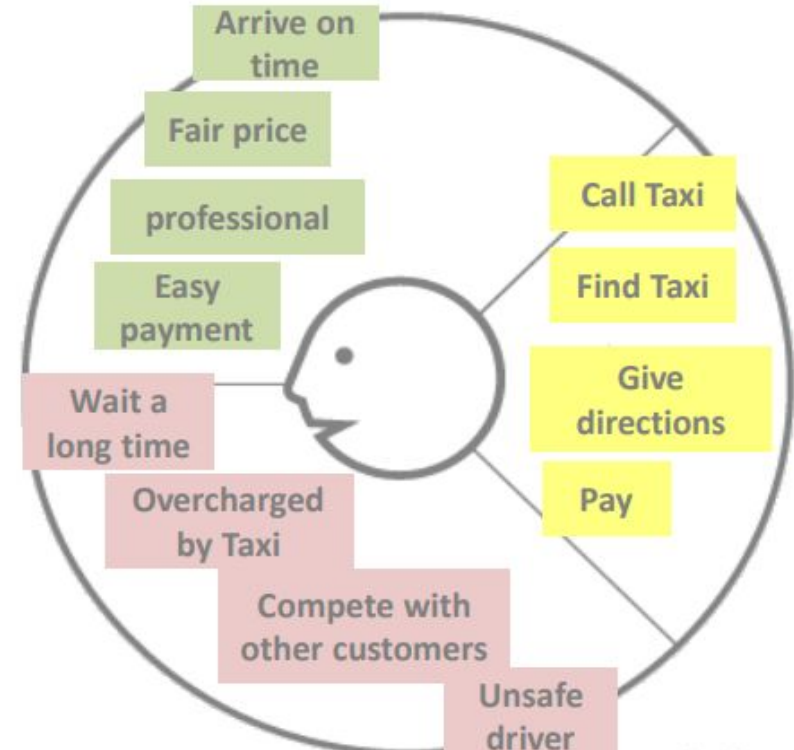 Arrive on
time
Fair price
professional
Easy
payment
Call Taxi
Find Taxi
Give
directions
Pay
Wait a
long time
Overcharged
by Taxi
Compete with
other customers
Unsafe
driver